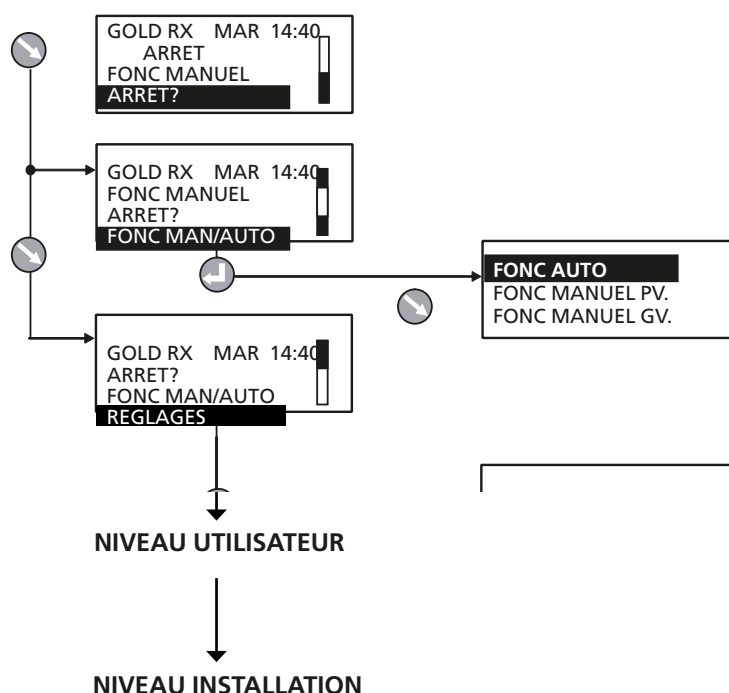 GOLD RX MAR 14:40
ARRET
FONC MANUEL
ARRET?
GOLD RX MAR 14:40
FONC MANUEL
ARRET?
FONC MAN/AUTO
FONC AUTO
FONC MANUEL PV.
FONC MANUEL GV.
GOLD RX MAR 14:40
ARRET?
FONC MAN/AUTO
REGLAGES
NIVEAU UTILISATEUR
NIVEAU INSTALLATION